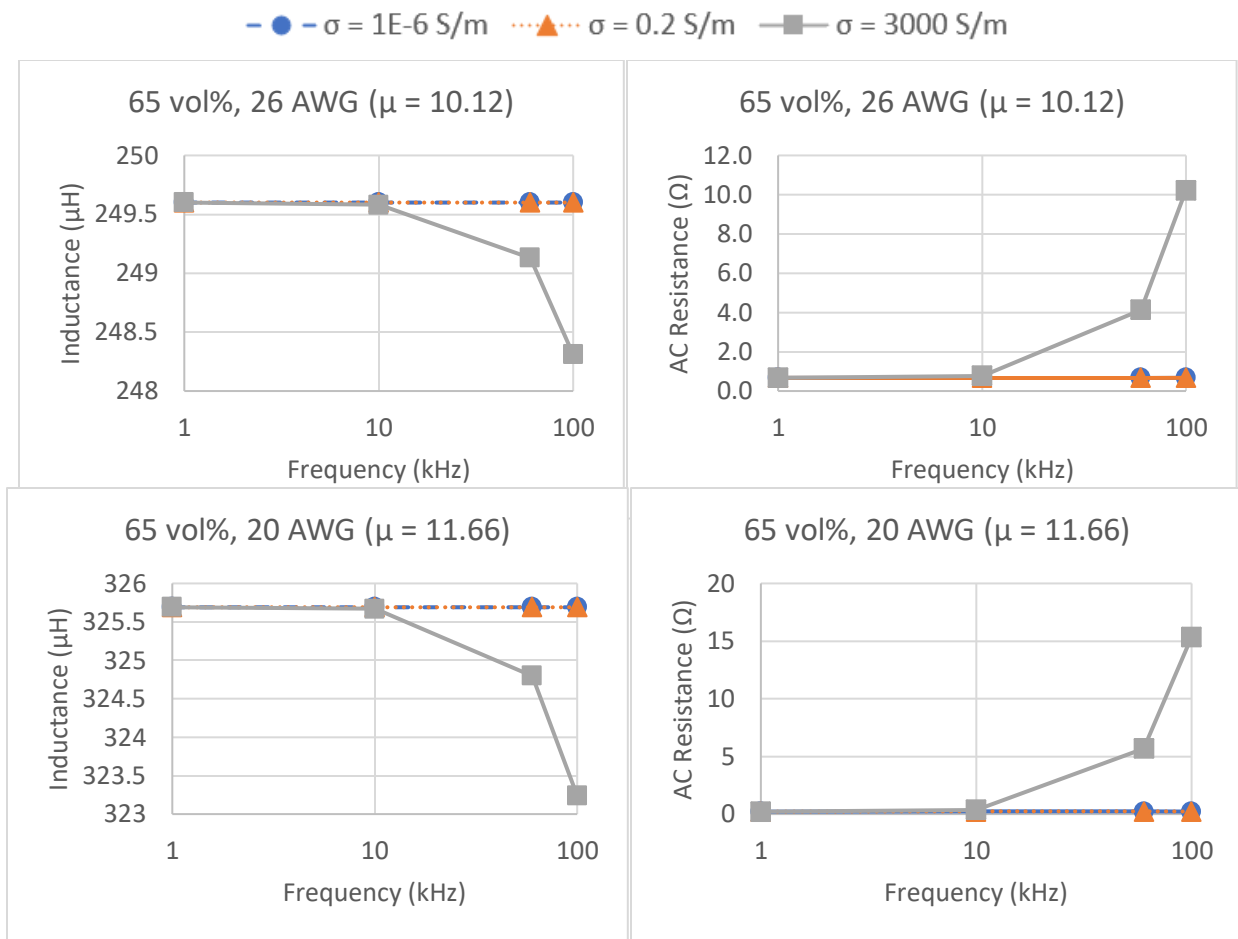 σ = 1E-6 S/m σ = 0.2 S/m σ = 3000 S/m
65 vol%, 26 AWG (μ = 10.12)
250
249.5
249
248.5
248
Inductance (µH)
1 10 100
Frequency (kHz)
65 vol%, 26 AWG (μ = 10.12)
12.0
10.0
8.0
6.0
4.0
2.0
0.0
AC Resistance (Ω)
1 10 100
Frequency (kHz)
65 vol%, 20 AWG (μ = 11.66)
326
325.5
325
324.5
324
323.5
323
Inductance (µH)
1 10 100
Frequency (kHz)
65 vol%, 20 AWG (μ = 11.66)
20
15
10
5
0
AC Resistance (Ω)
1 10 100
Frequency (kHz)